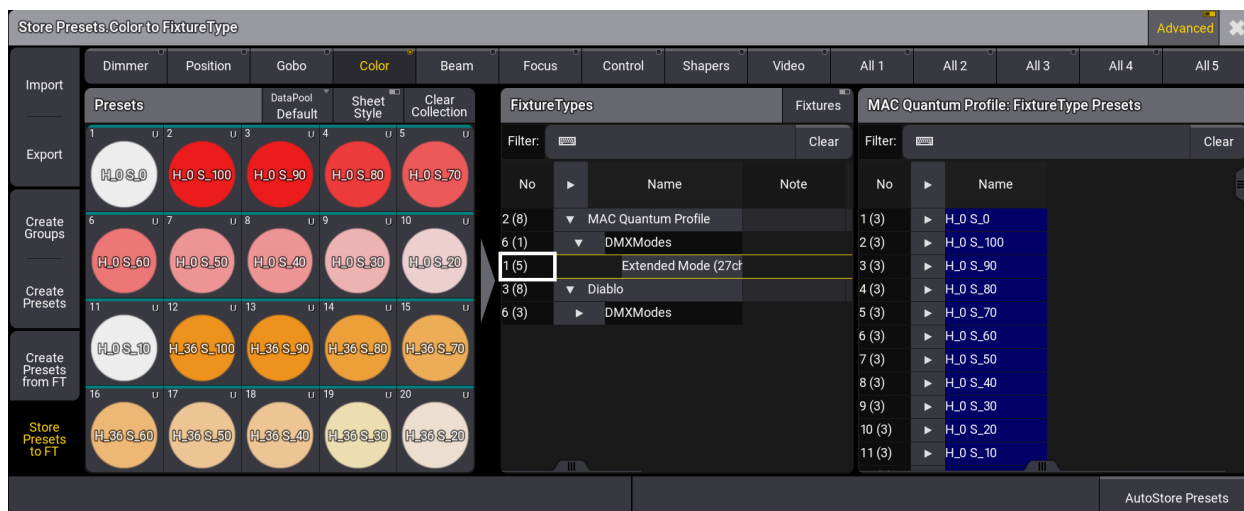 Store Presets.Color to FixtureType
Advanced
Import
Export
Create
Groups
Create
Presets
Create
Presets
from FT
Store
Presets
to FT
Dimmer Position Gobo Color Beam Focus Control Shapers Video All 1 All 2 All 3 All 4 All 5
Presets
DataPool
Default
Sheet
Style
Clear
Collection
1 U 2 U 3 U 4 U 5 U
H_0 S_0 H_0 S_100 H_0 S_90 H_0 S_80 H_0 S_70
6 U 7 U 8 U 9 U 10 U
H_0 S_60 H_0 S_50 H_0 S_40 H_0 S_30 H_0 S_20
11 U 12 U 13 U 14 U 15 U
H_0 S_10 H_36 S_100 H_36 S_90 H_36 S_80 H_36 S_70
16 U 17 U 18 U 19 U 20 U
H_36 S_60 H_36 S_50 H_36 S_40 H_36 S_30 H_36 S_20
FixtureTypes Fixtures
Filter: Clear
No Name Note
2 (8) MAC Quantum Profile
6 (1) DMXModes
1 (5) Extended Mode (27ch
3 (8) Diablo
6 (3) DMXModes
MAC Quantum Profile: FixtureType Presets
Filter: Clear
No Name
1 (3) H_0 S_0
2 (3) H_0 S_100
3 (3) H_0 S_90
4 (3) H_0 S_80
5 (3) H_0 S_70
6 (3) H_0 S_60
7 (3) H_0 S_50
8 (3) H_0 S_40
9 (3) H_0 S_30
10 (3) H_0 S_20
11 (3) H_0 S_10
AutoStore Presets